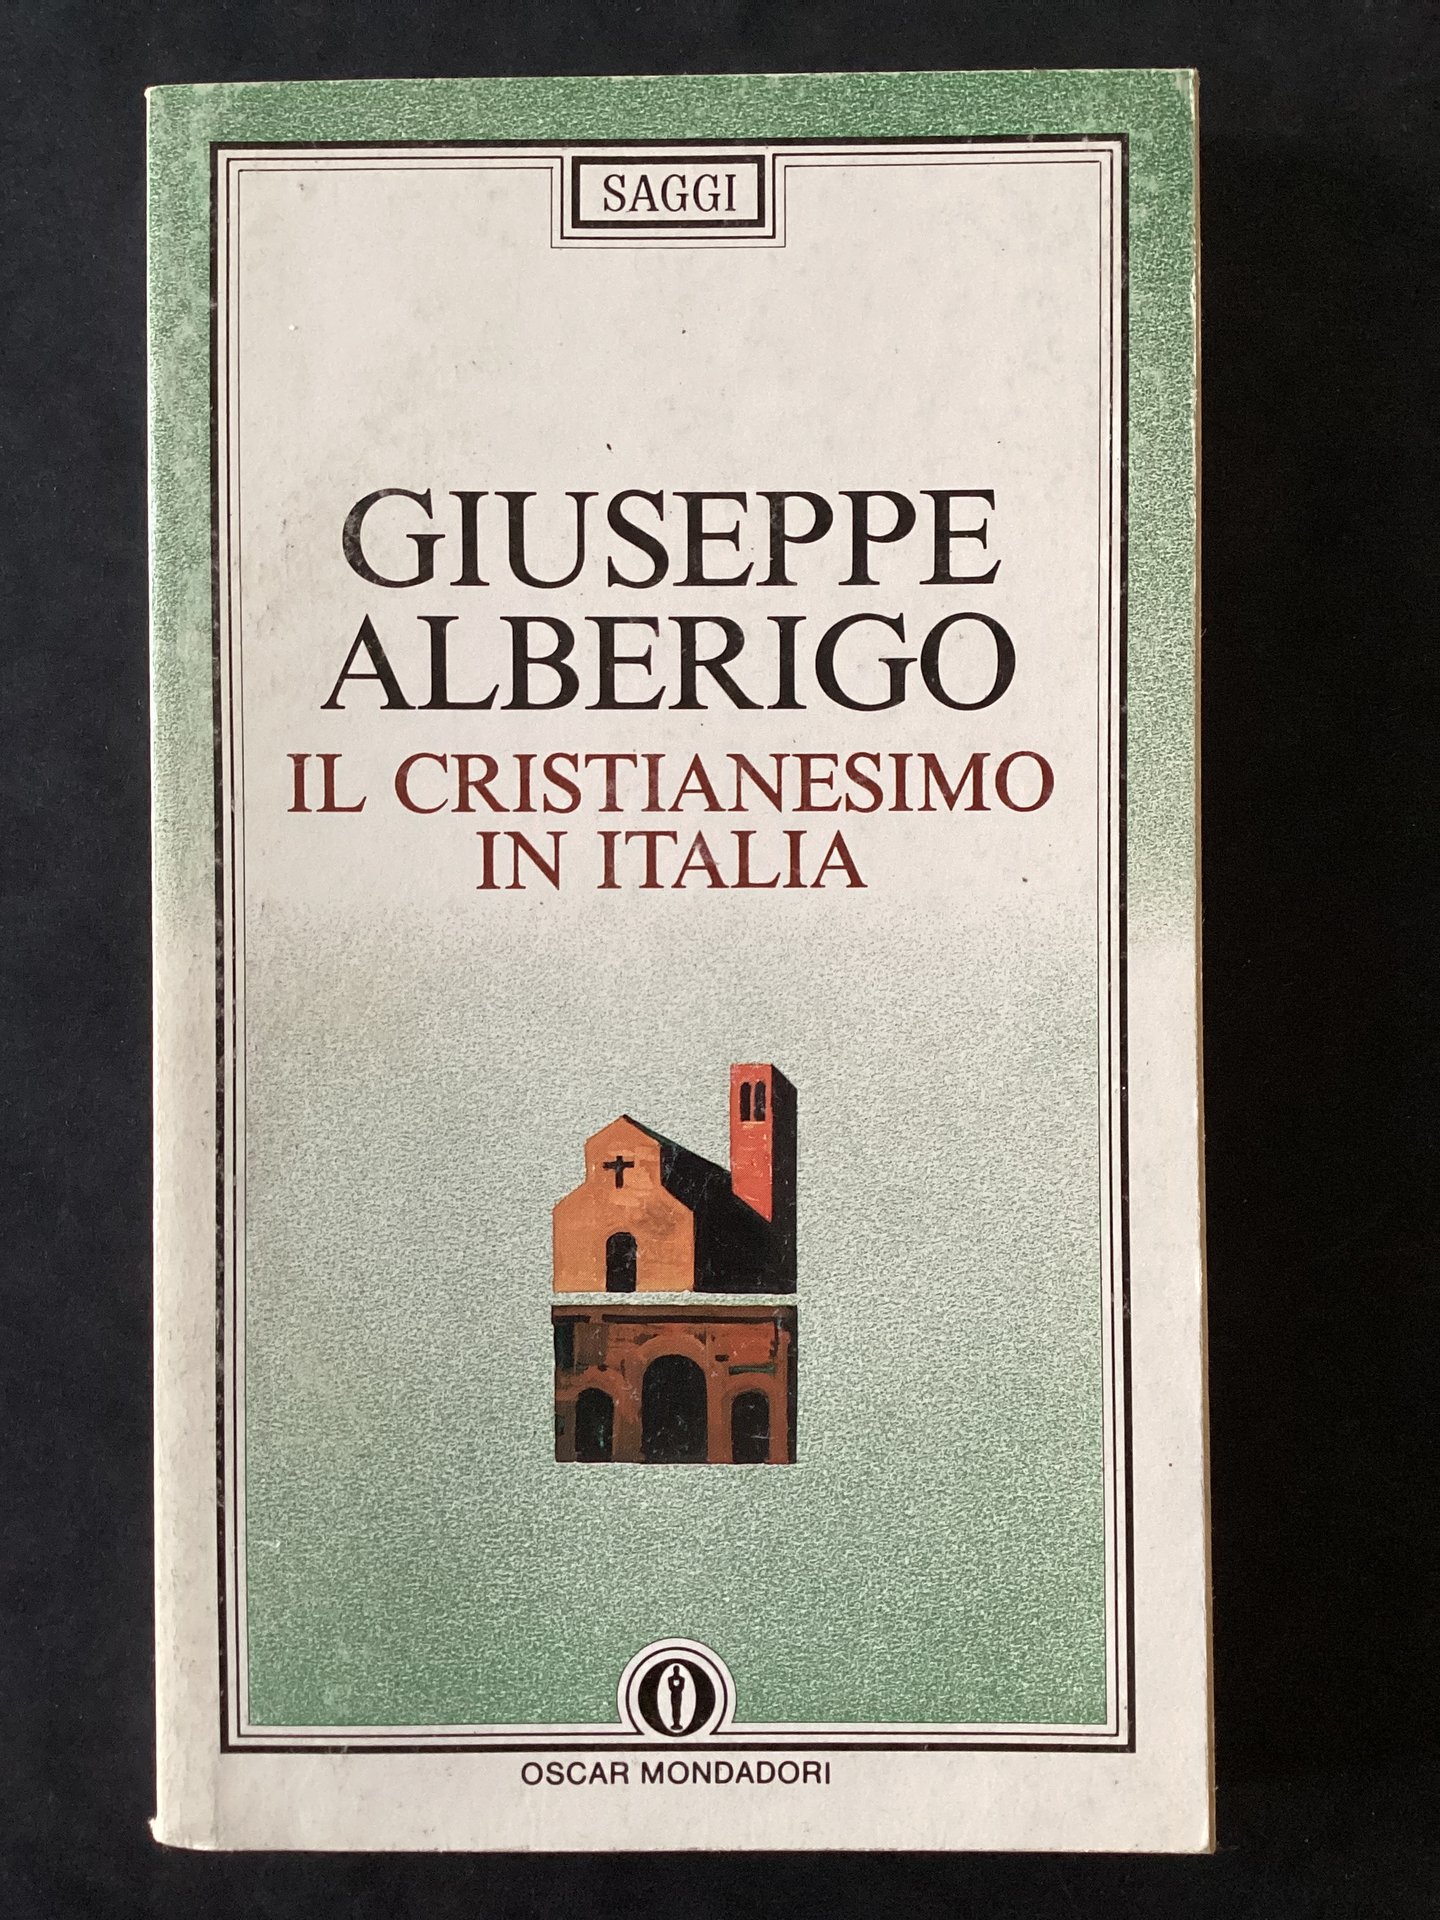 SAGGI
GIUSEPPE
ALBERIGO
IL CRISTIANESIMO
IN ITALIA
OSCAR MONDADORI